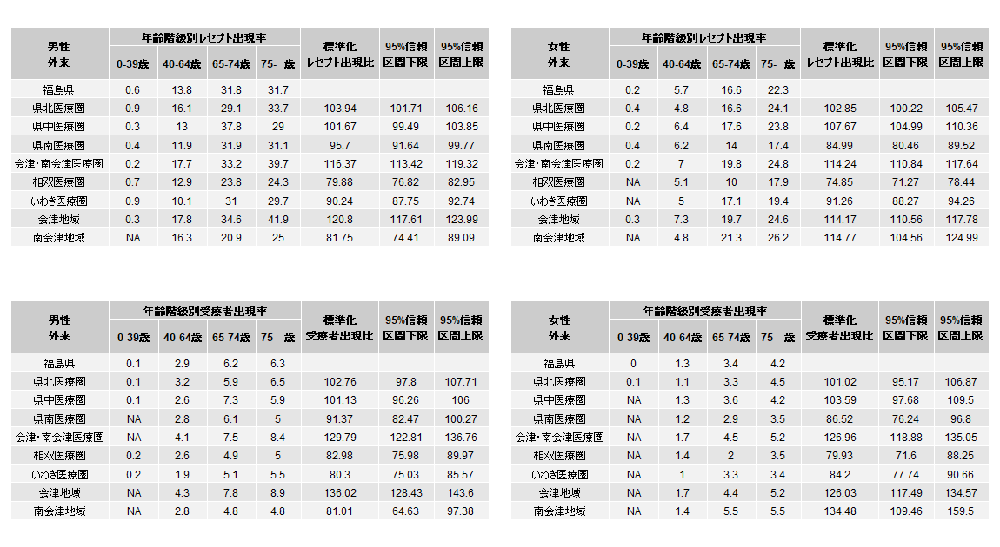 男性 外来 年齢階級別レセプト出現率 標準化 レセプト出現比 95%信頼 区間下限 95%信頼 区間上限
0-39歳 40-64歳 65-74歳 75- 歳
福島県 0.6 13.8 31.8 31.7
県北医療圏 0.9 16.1 29.1 33.7 103.94 101.71 106.16
県中医療圏 0.3 13 37.8 29 101.67 99.49 103.85
県南医療圏 0.4 11.9 31.9 31.1 95.7 91.64 99.77
会津・南会津医療圏 0.2 17.7 33.2 39.7 116.37 113.42 119.32
相双医療圏 0.7 12.9 23.8 24.3 79.88 76.82 82.95
いわき医療圏 0.9 10.1 31 29.7 90.24 87.75 92.74
会津地域 0.3 17.8 34.6 41.9 120.8 117.61 123.99
南会津地域 NA 16.3 20.9 25 81.75 74.41 89.09
女性 外来 年齢階級別レセプト出現率 標準化 レセプト出現比 95%信頼 区間下限 95%信頼 区間上限
0-39歳 40-64歳 65-74歳 75- 歳
福島県 0.2 5.7 16.6 22.3
県北医療圏 0.4 4.8 16.6 24.1 102.85 100.22 105.47
県中医療圏 0.2 6.4 17.6 23.8 107.67 104.99 110.36
県南医療圏 0.4 6.2 14 17.4 84.99 80.46 89.52
会津・南会津医療圏 0.2 7 19.8 24.8 114.24 110.84 117.64
相双医療圏 NA 5.1 10 17.9 74.85 71.27 78.44
いわき医療圏 NA 5 17.1 19.4 91.26 88.27 94.26
会津地域 0.3 7.3 19.7 24.6 114.17 110.56 117.78
南会津地域 NA 4.8 21.3 26.2 114.77 104.56 124.99
男性 外来 年齢階級別受療者出現率 標準化 受療者出現比 95%信頼 区間下限 95%信頼 区間上限
0-39歳 40-64歳 65-74歳 75- 歳
福島県 0.1 2.9 6.2 6.3
県北医療圏 0.1 3.2 5.9 6.5 102.76 97.8 107.71
県中医療圏 0.1 2.6 7.3 5.9 101.13 96.26 106
県南医療圏 NA 2.8 6.1 5 91.37 82.47 100.27
会津・南会津医療圏 NA 4.1 7.5 8.4 129.79 122.81 136.76
相双医療圏 0.2 2.6 4.9 5 82.98 75.98 89.97
いわき医療圏 0.2 1.9 5.1 5.5 80.3 75.03 85.57
会津地域 NA 4.3 7.8 8.9 136.02 128.43 143.6
南会津地域 NA 2.8 4.8 4.8 81.01 64.63 97.38
女性 外来 年齢階級別受療者出現率 標準化 受療者出現比 95%信頼 区間下限 95%信頼 区間上限
0-39歳 40-64歳 65-74歳 75- 歳
福島県 0 1.3 3.4 4.2
県北医療圏 0.1 1.1 3.3 4.5 101.02 95.17 106.87
県中医療圏 NA 1.3 3.6 4.2 103.59 97.68 109.5
県南医療圏 NA 1.2 2.9 3.5 86.52 76.24 96.8
会津・南会津医療圏 NA 1.7 4.5 5.2 126.96 118.88 135.05
相双医療圏 NA 1.4 2 3.5 79.93 71.6 88.25
いわき医療圏 NA 1 3.3 3.4 84.2 77.74 90.66
会津地域 NA 1.7 4.4 5.2 126.03 117.49 134.57
南会津地域 NA 1.4 5.5 5.5 134.48 109.46 159.5